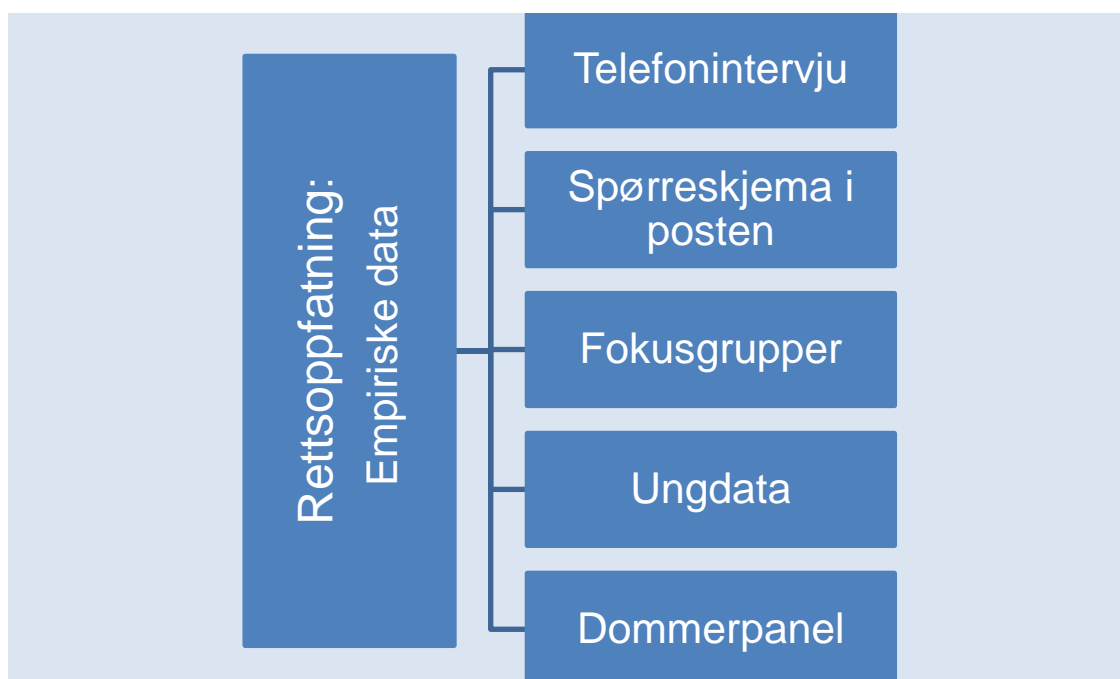 Rettsoppfatning:
Empiriske data
Telefonintervju
Spørreskjema i
posten
Fokusgrupper
Ungdata
Dommerpanel